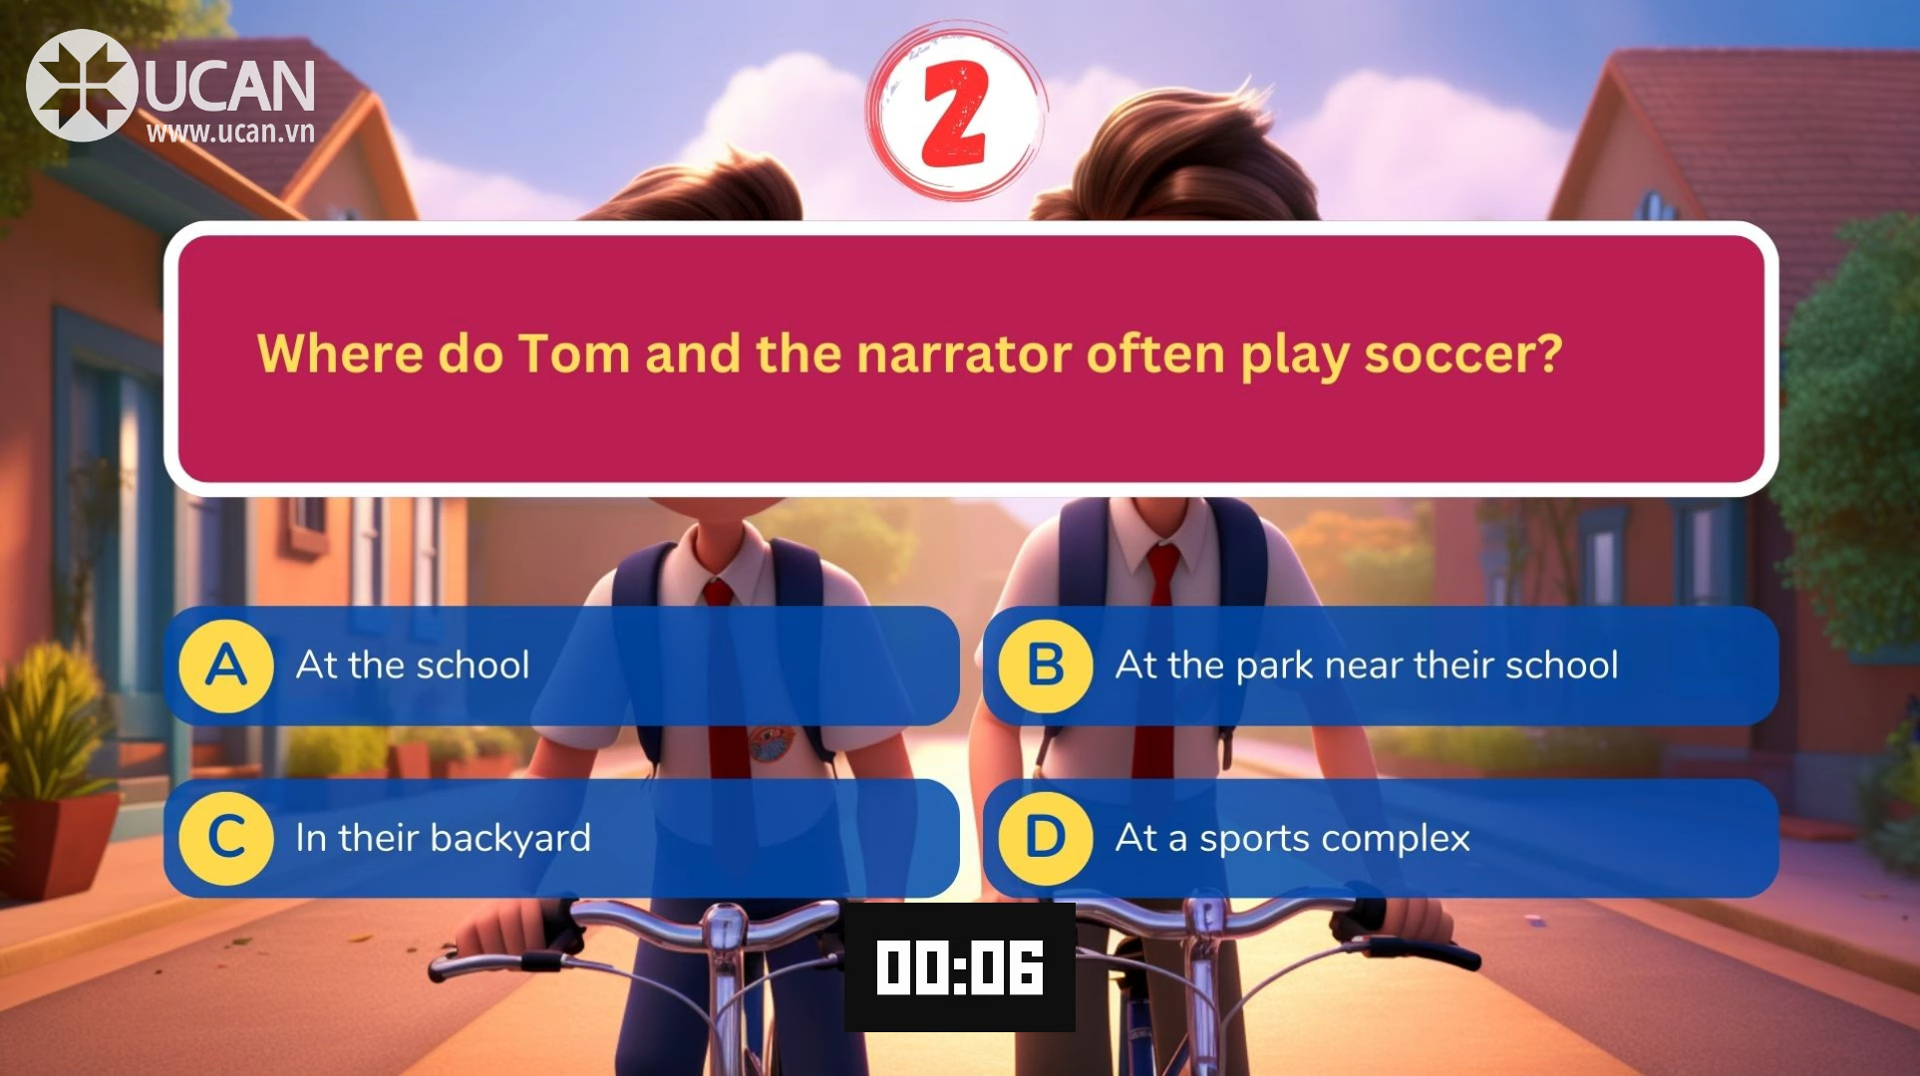 UCAN
www.ucan.vn
2
Where do Tom and the narrator often play soccer?
A At the school
B At the park near their school
C In their backyard
D At a sports complex
00:06